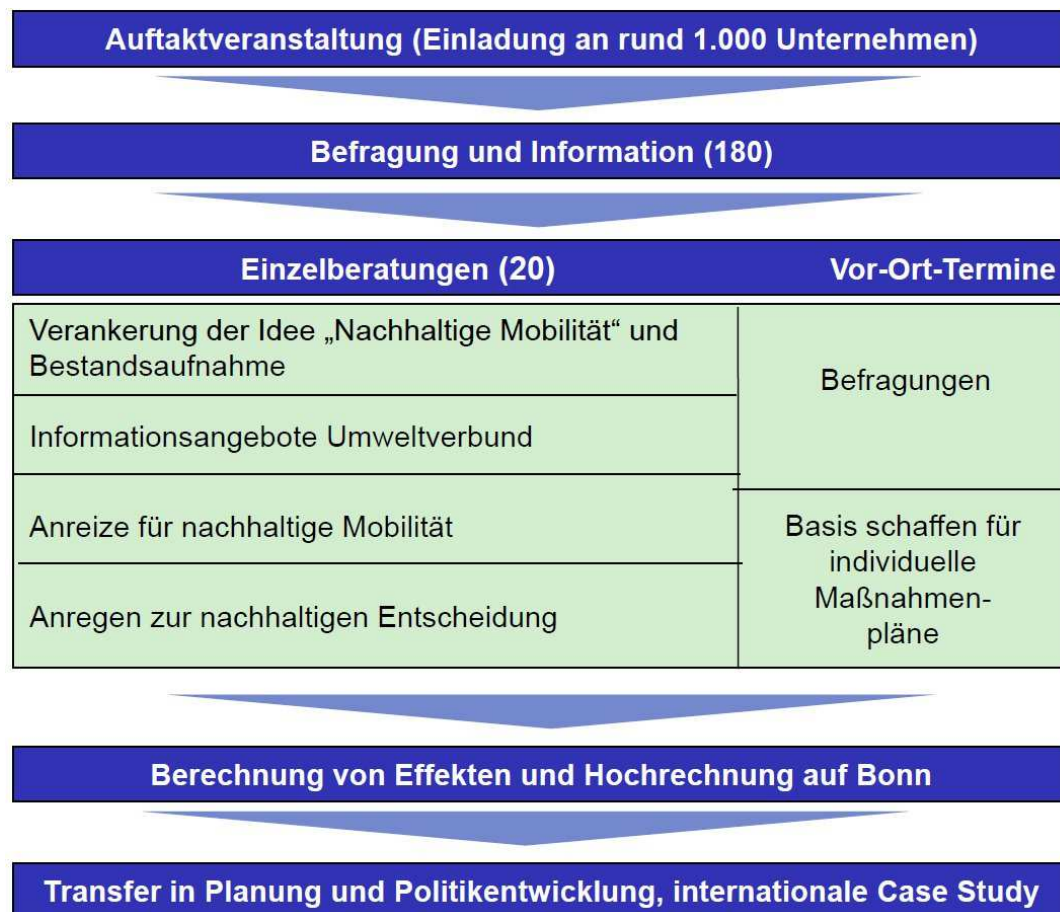 Auftaktveranstaltung (Einladung an rund 1.000 Unternehmen)
Befragung und Information (180)
Einzelberatungen (20)
Vor-Ort-Termine
Verankerung der Idee „Nachhaltige Mobilität“ und
Bestandsaufnahme
Informationsangebote Umweltverbund
Anreize für nachhaltige Mobilität
Anregen zur nachhaltigen Entscheidung
Befragungen
Basis schaffen für
individuelle
Maßnahmen-
pläne
Berechnung von Effekten und Hochrechnung auf Bonn
Transfer in Planung und Politikentwicklung, internationale Case Study